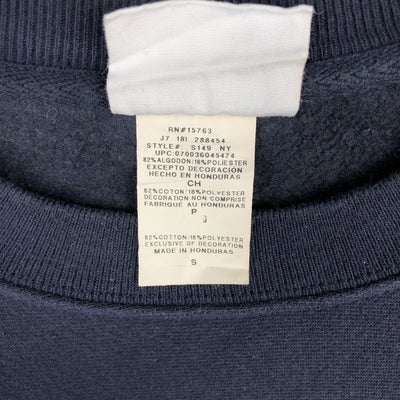 RN#15763
J7 18I 288454
STYLE#: S149 NY
UPC:070036045474
82%ALGODON/18%POLIESTER
EXCEPTO DECORACION
HECHO EN HONDURAS
CH
82%COTON/18%POLYESTER
DECORATION NON COMPRISE
FABRIQUE AU HONDURAS
P
82%COTTON/18%POLYESTER
EXCLUSIVE OF DECORATION
MADE IN HONDURAS
S